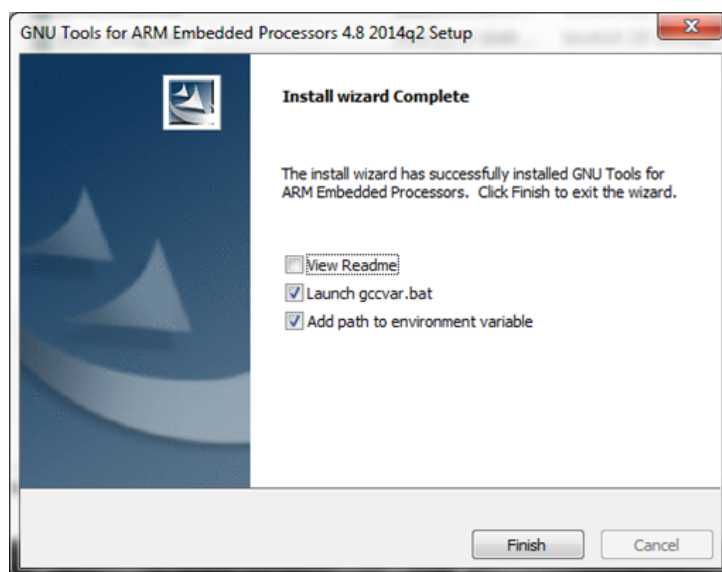 GNU Tools for ARM Embedded Processors 4.8 2014q2 Setup
Install wizard Complete
The install wizard has successfully installed GNU Tools for
ARM Embedded Processors. Click Finish to exit the wizard.
View Readme
Launch gccvar.bat
Add path to environment variable
Finish
Cancel